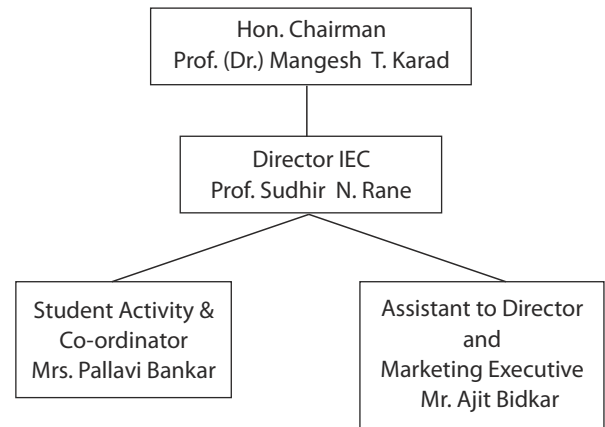 Hon. Chairman
Prof. (Dr.) Mangesh T. Karad
Director IEC
Prof. Sudhir N. Rane
Student Activity &
Co-ordinator
Mrs. Pallavi Bankar
Assistant to Director
and
Marketing Executive
Mr. Ajit Bidkar